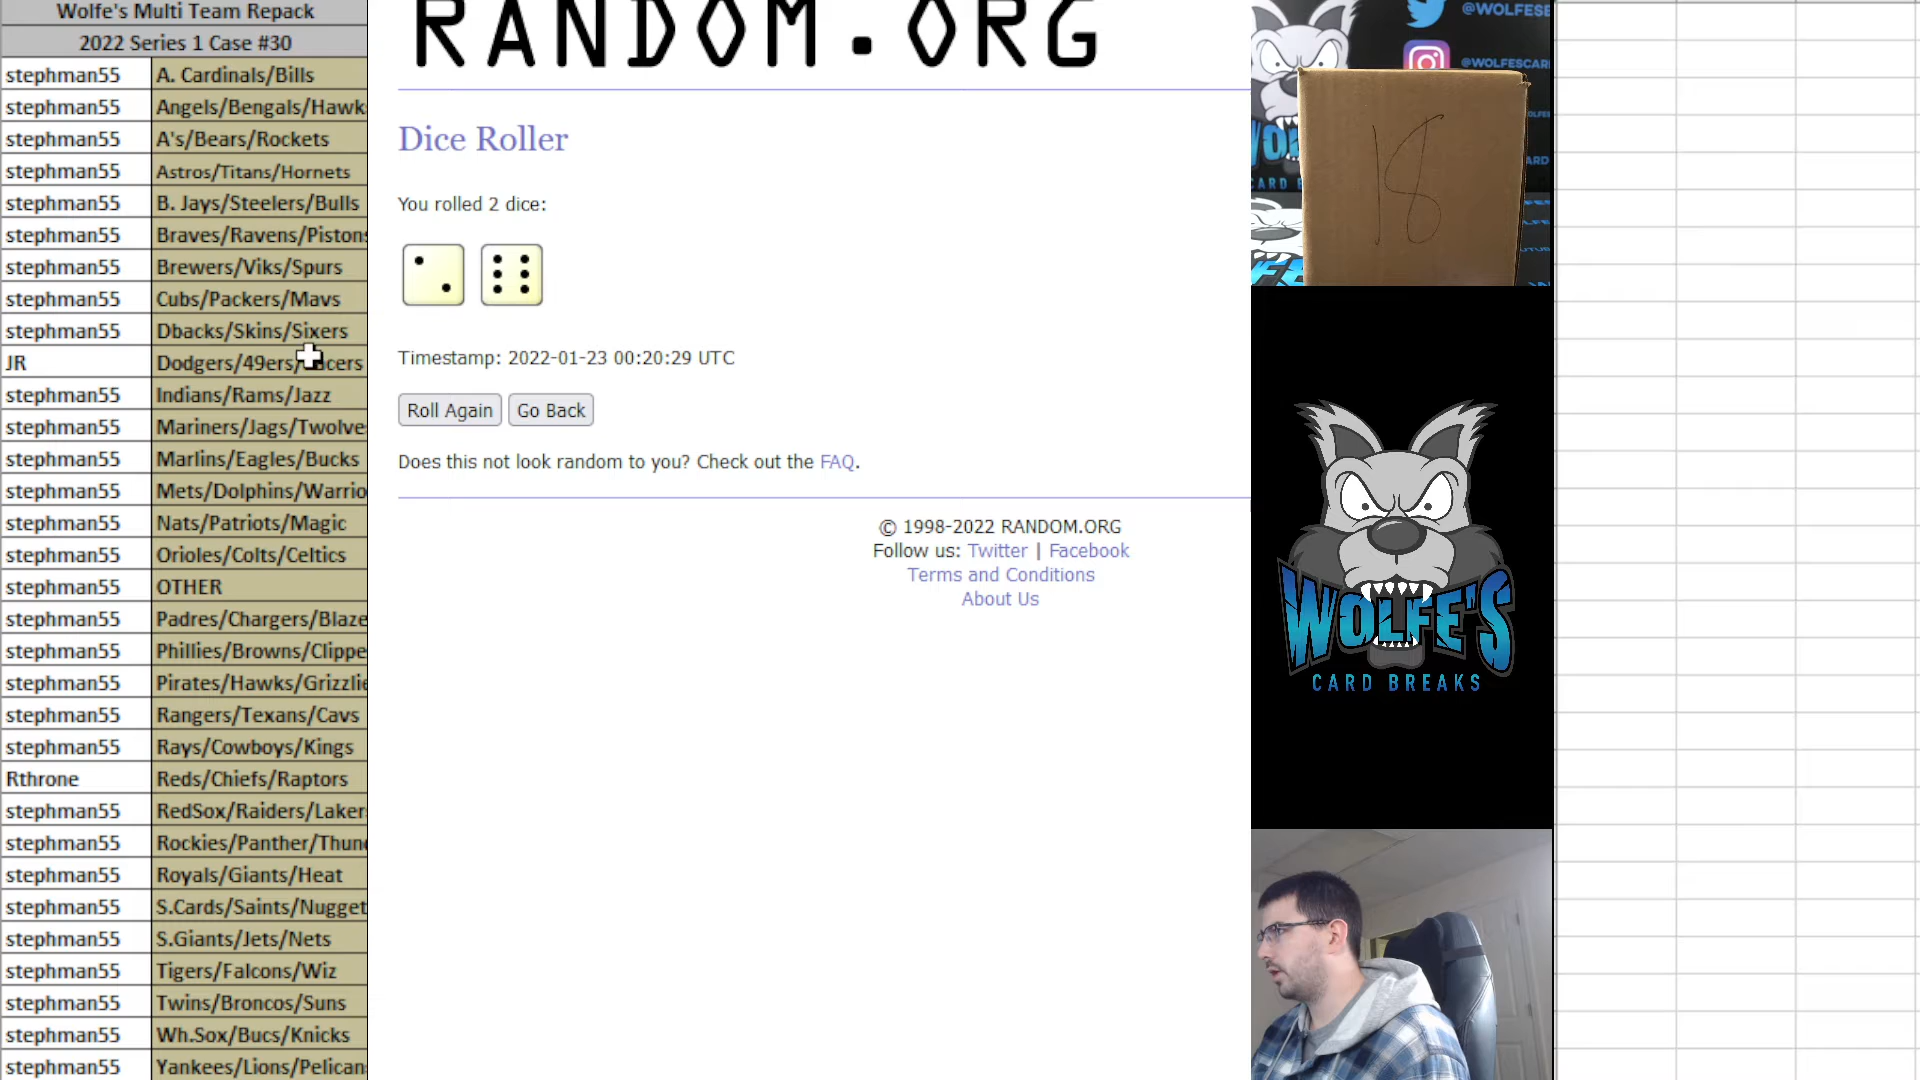 Wolfe's Multi Team Repack
2022 Series 1 Case #30
stephman55 A. Cardinals/Bills
stephman55 Angels/Bengals/Hawk
stephman55 A's/Bears/Rockets
stephman55 Astros/Titans/Hornets
stephman55 B. Jays/Steelers/Bulls
stephman55 Braves/Ravens/Pistons
stephman55 Brewers/Viks/Spurs
stephman55 Cubs/Packers/Mavs
stephman55 Dbacks/Skins/Sixers
JR Dodgers/49ers/
stephman55 Indians/Rams/Jazz
stephman55 Mariners/Jags/Twolve
stephman55 Marlins/Eagles/Bucks
stephman55 Mets/Dolphins/Warrio
stephman55 Nats/Patriots/Magic
stephman55 Orioles/Colts/Celtics
stephman55 OTHER
stephman55 Padres/Chargers/Blaze
stephman55 Phillies/Browns/Clippe
stephman55 Pirates/Hawks/Grizzlie
stephman55 Rangers/Texans/Cavs
stephman55 Rays/Cowboys/Kings
Rthrone Reds/Chiefs/Raptors
stephman55 RedSox/Raiders/Laker
stephman55 Rockies/Panther/Thun
stephman55 Royals/Giants/Heat
stephman55 S.Cards/Saints/Nugget
stephman55 S.Giants/Jets/Nets
stephman55 Tigers/Falcons/Wiz
stephman55 Twins/Broncos/Suns
stephman55 Wh.Sox/Bucs/Knicks
stephman55 Yankees/Lions/Pelican
RANDOM.ORG
Dice Roller
You rolled 2 dice:
Timestamp: 2022-01-23 00:20:29 UTC
Roll Again Go Back
Does this not look random to you? Check out the FAQ.
© 1998-2022 RANDOM.ORG
Follow us: Twitter | Facebook
Terms and Conditions
About Us
@WOLFESC
@WOLFESCAR
18
WOLFE'S
CARD BREAKS